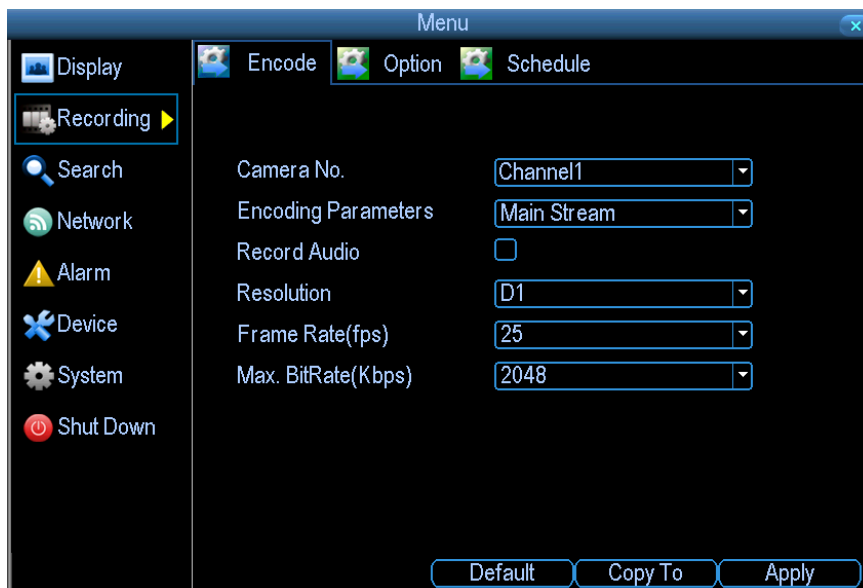 Menu
Display
Recording
Search
Network
Alarm
Device
System
Shut Down
Encode Option Schedule
Camera No. Channel1
Encoding Parameters Main Stream
Record Audio
Resolution D1
Frame Rate(fps) 25
Max. BitRate(Kbps) 2048
Default Copy To Apply